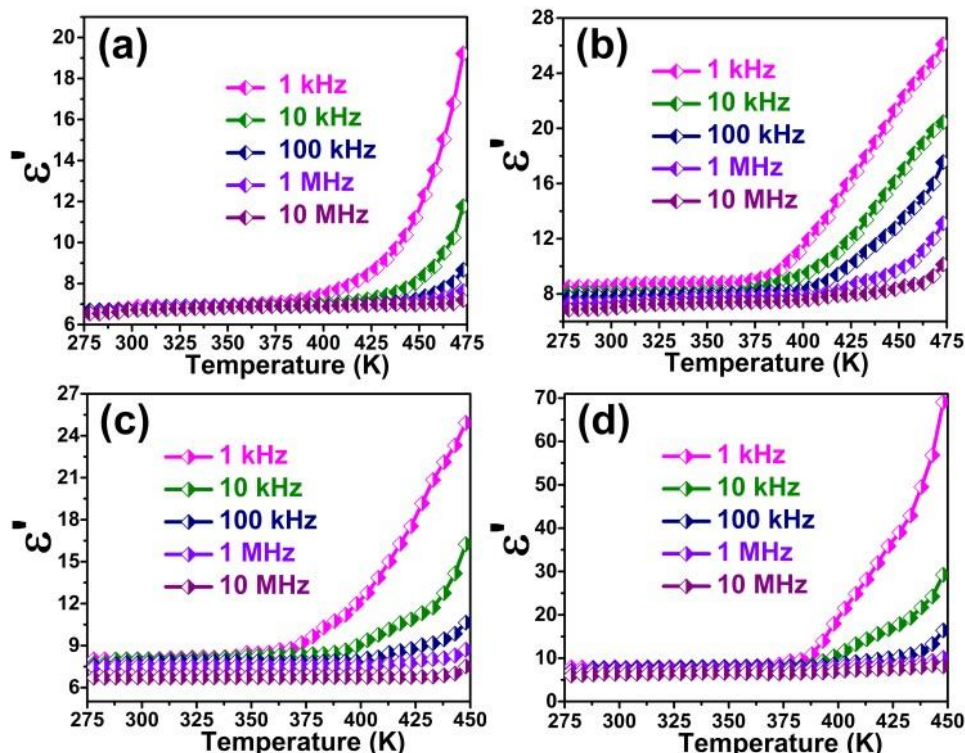 (a)
20
18
16
14
12
10
8
6
ε'
1 kHz
10 kHz
100 kHz
1 MHz
10 MHz
275 300 325 350 375 400 425 450 475
Temperature (K)
(b)
28
24
20
16
12
8
ε'
1 kHz
10 kHz
100 kHz
1 MHz
10 MHz
275 300 325 350 375 400 425 450 475
Temperature (K)
(c)
27
24
21
18
15
12
9
6
ε'
1 kHz
10 kHz
100 kHz
1 MHz
10 MHz
275 300 325 350 375 400 425 450
Temperature (K)
(d)
70
60
50
40
30
20
10
0
ε'
1 kHz
10 kHz
100 kHz
1 MHz
10 MHz
275 300 325 350 375 400 425 450
Temperature (K)